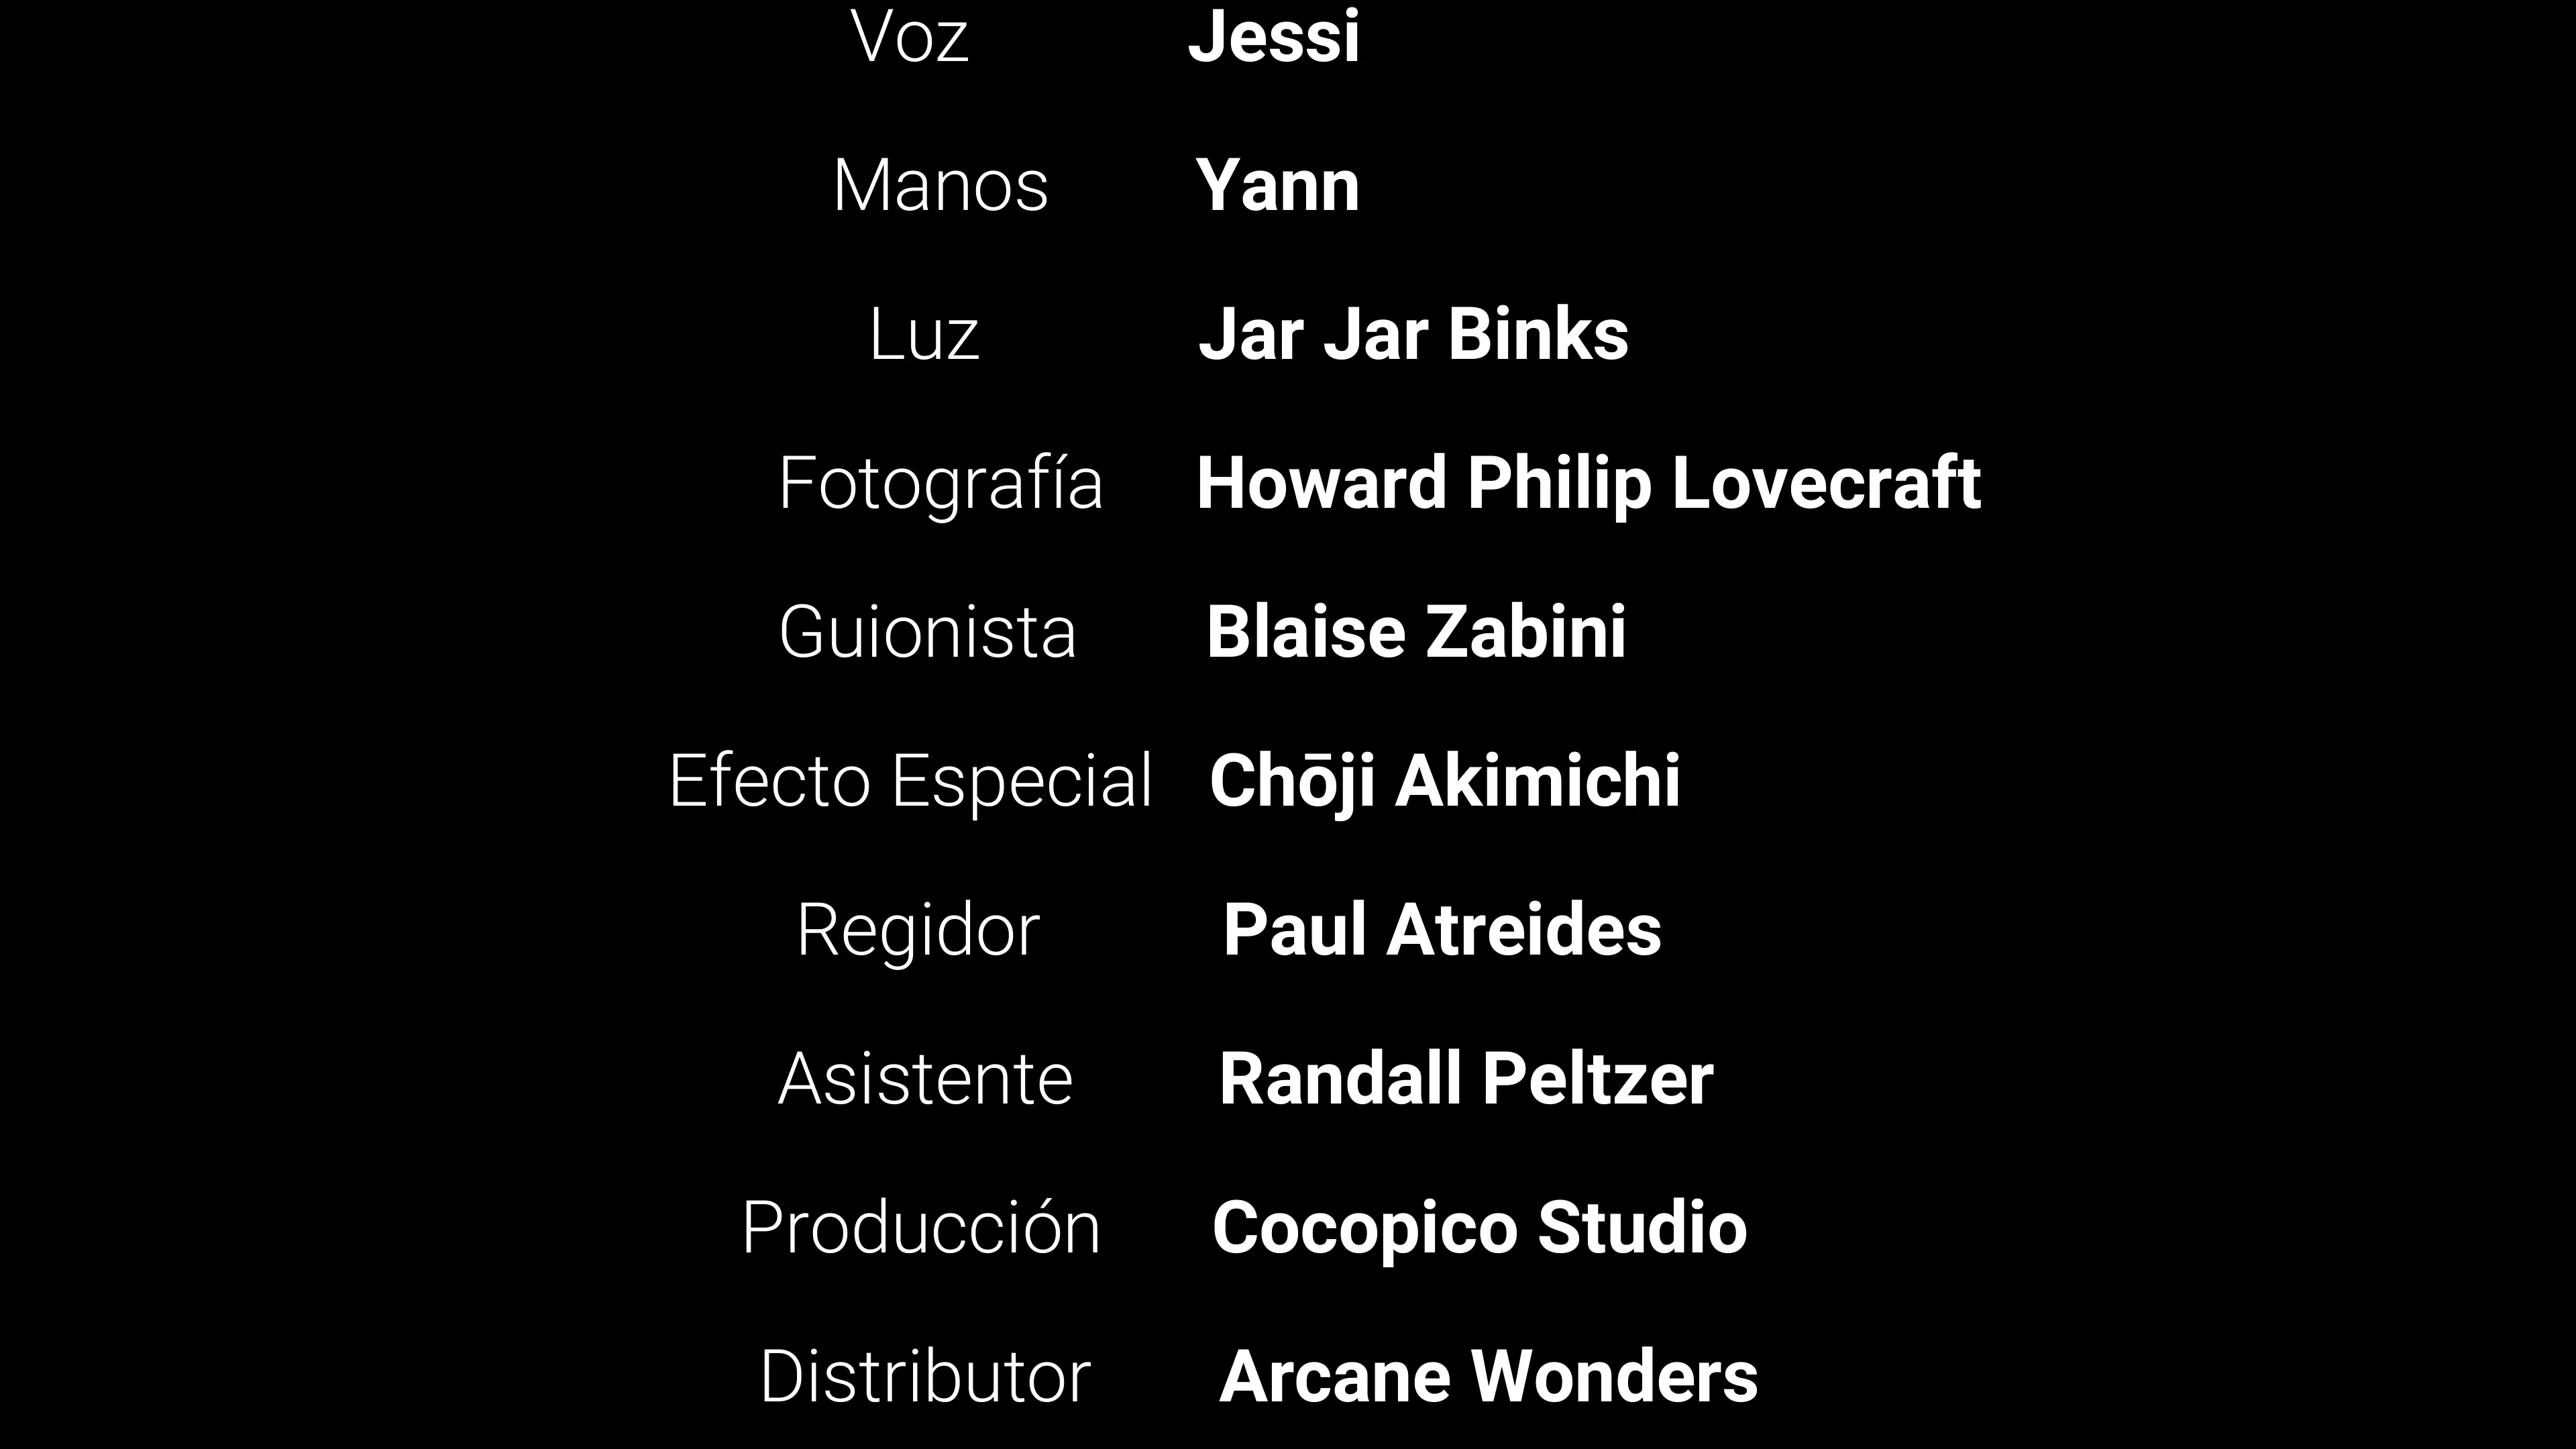 Voz Jessi
Manos Yann
Luz Jar Jar Binks
Fotografía Howard Philip Lovecraft
Guionista Blaise Zabini
Efecto Especial Chōji Akimichi
Regidor Paul Atreides
Asistente Randall Peltzer
Producción Cocopico Studio
Distributor Arcane Wonders